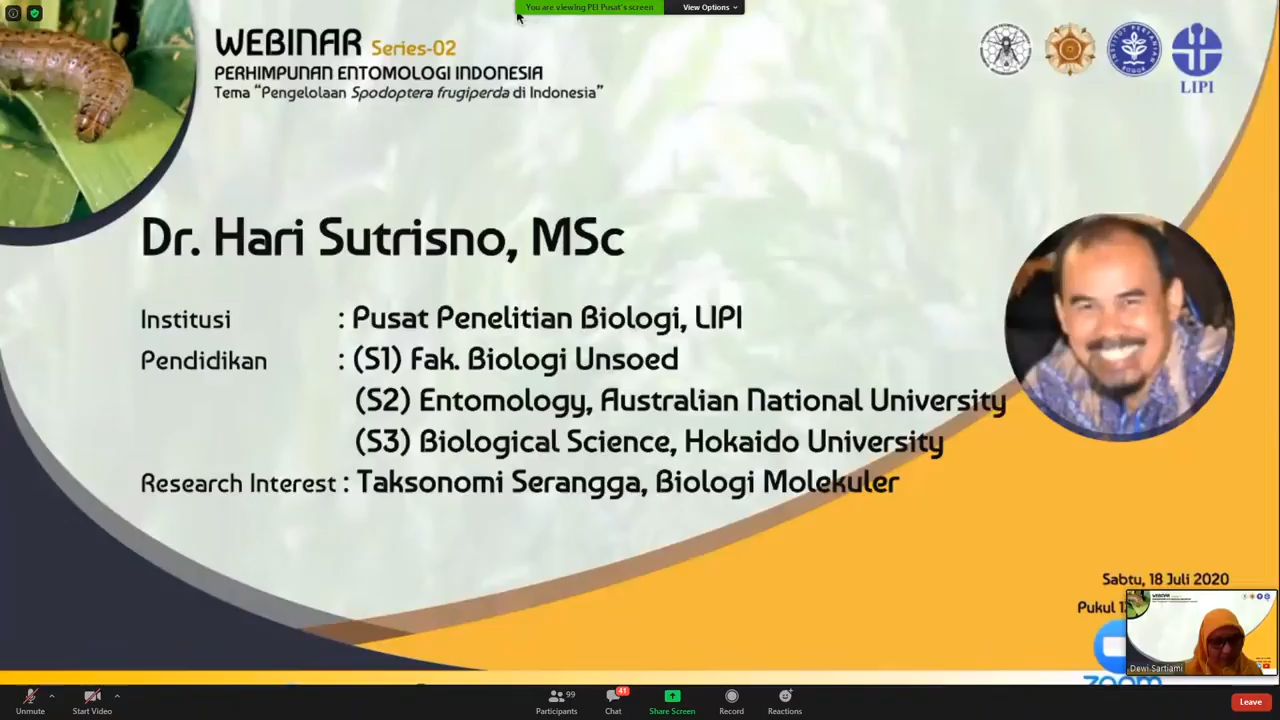 You are viewing PEI Pusat's screen
View Options
WEBINAR Series-02
PERHIMPUNAN ENTOMOLOGI INDONESIA
Tema “Pengelolaan Spodoptera frugiperda di Indonesia”
LIPI
Dr. Hari Sutrisno, MSc
Institusi : Pusat Penelitian Biologi, LIPI
Pendidikan : (S1) Fak. Biologi Unsoed
(S2) Entomology, Australian National University
(S3) Biological Science, Hokaido University
Research Interest : Taksonomi Serangga, Biologi Molekuler
Sabtu, 18 Juli 2020
Pukul
Dewi Sartiami
zoom
Unmute
Start Video
Participants 99
Chat 41
Share Screen
Record
Reactions
Leave